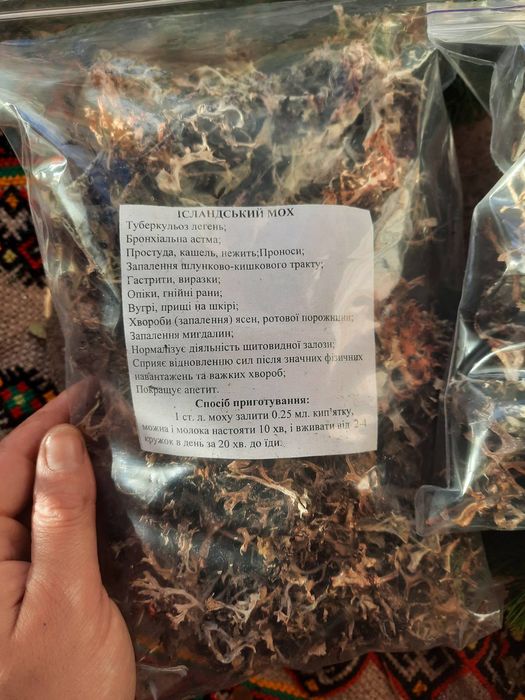 ІСЛАНДСЬКИЙ МОХ
Туберкульоз легень;
Бронхіальна астма;
Простуда, кашель, нежить;Проноси;
Запалення шлунково-кишкового тракту;
Гастрити, виразки;
Опіки, гнійні рани;
Вугрі, прищі на шкірі;
Хвороби (запалення) ясен, ротової порожнини;
Запалення мигдалин;
Нормалізує діяльність щитовидної залози;
Сприяє відновленню сил після значних фізичних
навантажень та важких хвороб;
Покращує апетит.
Спосіб приготування:
1 ст. л. моху залити 0.25 мл. кип'ятку,
можна і молока настояти 10 хв, і вживати від 2-4
кружок в день за 20 хв. до їди.